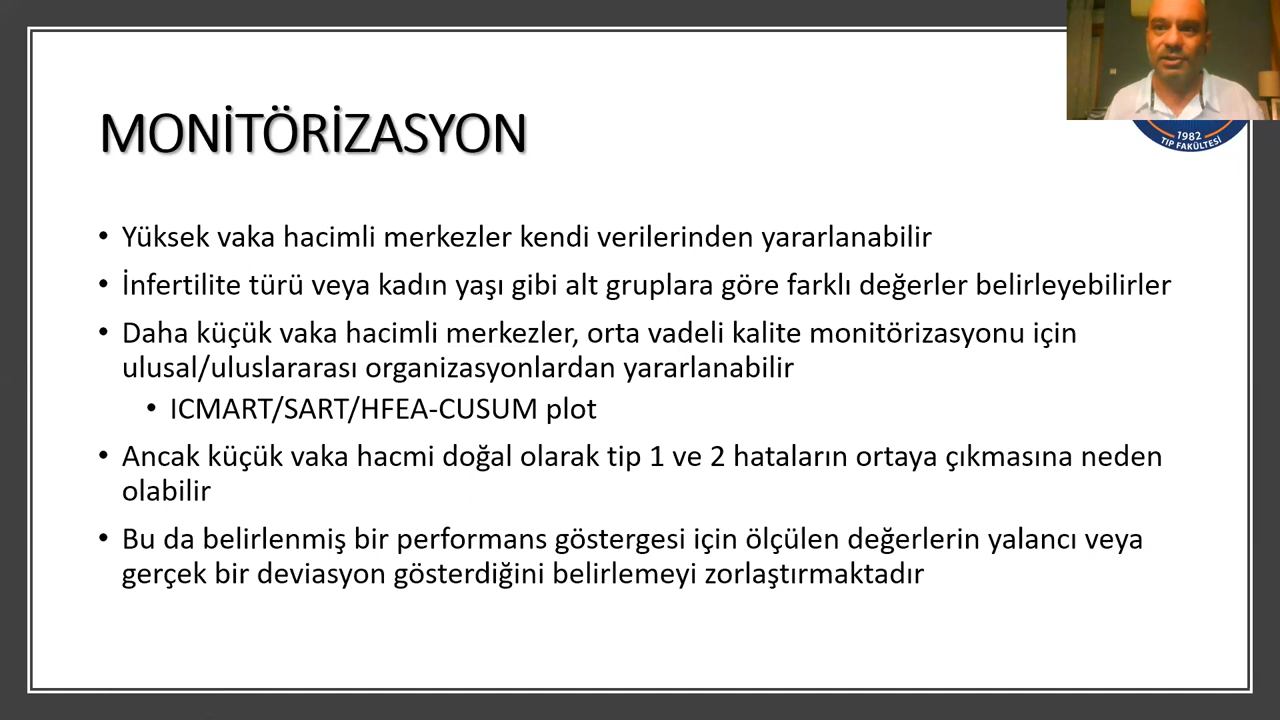 MONİTÖRİZASYON
1982
TIP FAKÜLTESİ
• Yüksek vaka hacimli merkezler kendi verilerinden yararlanabilir
• İnfertilite türü veya kadın yaşı gibi alt gruplara göre farklı değerler belirleyebilirler
• Daha küçük vaka hacimli merkezler, orta vadeli kalite monitörizasyonu için
ulusal/uluslararası organizasyonlardan yararlanabilir
• ICMART/SART/HFEA-CUSUM plot
• Ancak küçük vaka hacmi doğal olarak tip 1 ve 2 hataların ortaya çıkmasına neden
olabilir
• Bu da belirlenmiş bir performans göstergesi için ölçülen değerlerin yalancı veya
gerçek bir deviasyon gösterdiğini belirlemeyi zorlaştırmaktadır